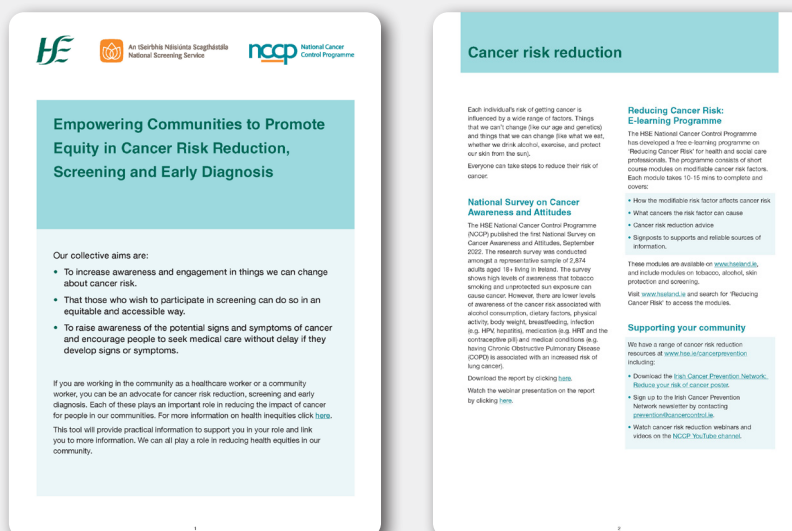 An tSeirbhís Náisiúnta Scagthástála
National Screening Service
nccp
National Cancer
Control Programme
Empowering Communities to Promote
Equity in Cancer Risk Reduction,
Screening and Early Diagnosis
Our collective aims are:
• To increase awareness and engagement in things we can change
about cancer risk.
• That those who wish to participate in screening can do so in an
equitable and accessible way.
• To raise awareness of the potential signs and symptoms of cancer
and encourage people to seek medical care without delay if they
develop signs or symptoms.
If you are working in the community as a healthcare worker or a community
worker, you can be an advocate for cancer risk reduction, screening and early
diagnosis. Each of these plays an important role in reducing the impact of cancer
for people in our communities. For more information on health inequities click here.
This tool will provide practical information to support you in your role and link
you to more information. We can all play a role in reducing health equities in our
community.
1
Cancer risk reduction
Each individual's risk of getting cancer is
influenced by a wide range of factors. Things
that we can't change (like our age and genetics)
and things that we can change (like what we eat,
whether we drink alcohol, exercise, and protect
our skin from the sun).
Everyone can take steps to reduce their risk of
cancer.
National Survey on Cancer
Awareness and Attitudes
The HSE National Cancer Control Programme
(NCCP) published the first National Survey on
Cancer Awareness and Attitudes, September
2022. The research survey was conducted
amongst a representative sample of 2,874
adults aged 18+ living in Ireland. The survey
shows high levels of awareness that tobacco
smoking and unprotected sun exposure can
cause cancer. However, there are lower levels
of awareness of the cancer risk associated with
alcohol consumption, dietary factors, physical
activity, body weight, breastfeeding, infection
(e.g. HPV, hepatitis), medication (e.g. HRT and the
contraceptive pill) and medical conditions (e.g.
having Chronic Obstructive Pulmonary Disease
(COPD) is associated with an increased risk of
lung cancer).
Download the report by clicking here.
Watch the webinar presentation on the report
by clicking here.
Reducing Cancer Risk:
E-learning Programme
The HSE National Cancer Control Programme
has developed a free e-learning programme on
'Reducing Cancer Risk' for health and social care
professionals. The programme consists of short
course modules on modifiable cancer risk factors.
Each module takes 10-15 mins to complete and
covers:
• How the modifiable risk factor affects cancer risk
• What cancers the risk factor can cause
• Cancer risk reduction advice
• Signposts to supports and reliable sources of
information.
These modules are available on www.hseland.ie,
and include modules on tobacco, alcohol, skin
protection and screening.
Visit www.hseland.ie and search for 'Reducing
Cancer Risk' to access the modules.
Supporting your community
We have a range of cancer risk reduction
resources at www.hse.ie/cancerprevention
including:
• Download the Irish Cancer Prevention Network:
Reduce your risk of cancer poster.
• Sign up to the Irish Cancer Prevention
Network newsletter by contacting
prevention@cancercontrol.ie.
• Watch cancer risk reduction webinars and
videos on the NCCP YouTube channel.
2